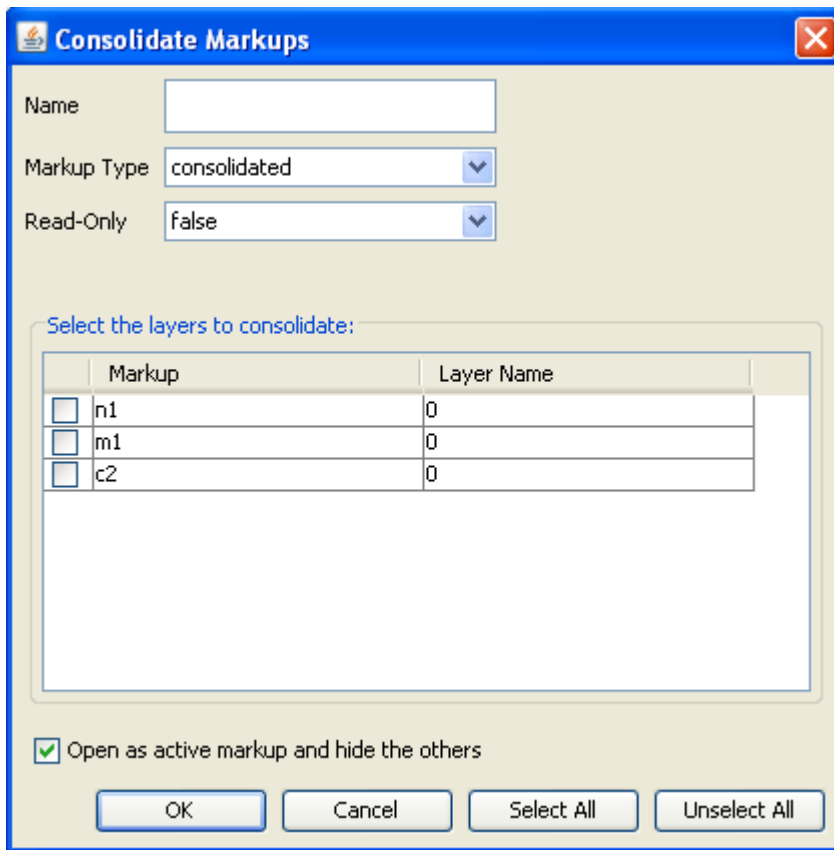 Consolidate Markups
Name
Markup Type consolidated
Read-Only false
Select the layers to consolidate:
Markup Layer Name
n1 0
m1 0
c2 0
Open as active markup and hide the others
OK Cancel Select All Unselect All